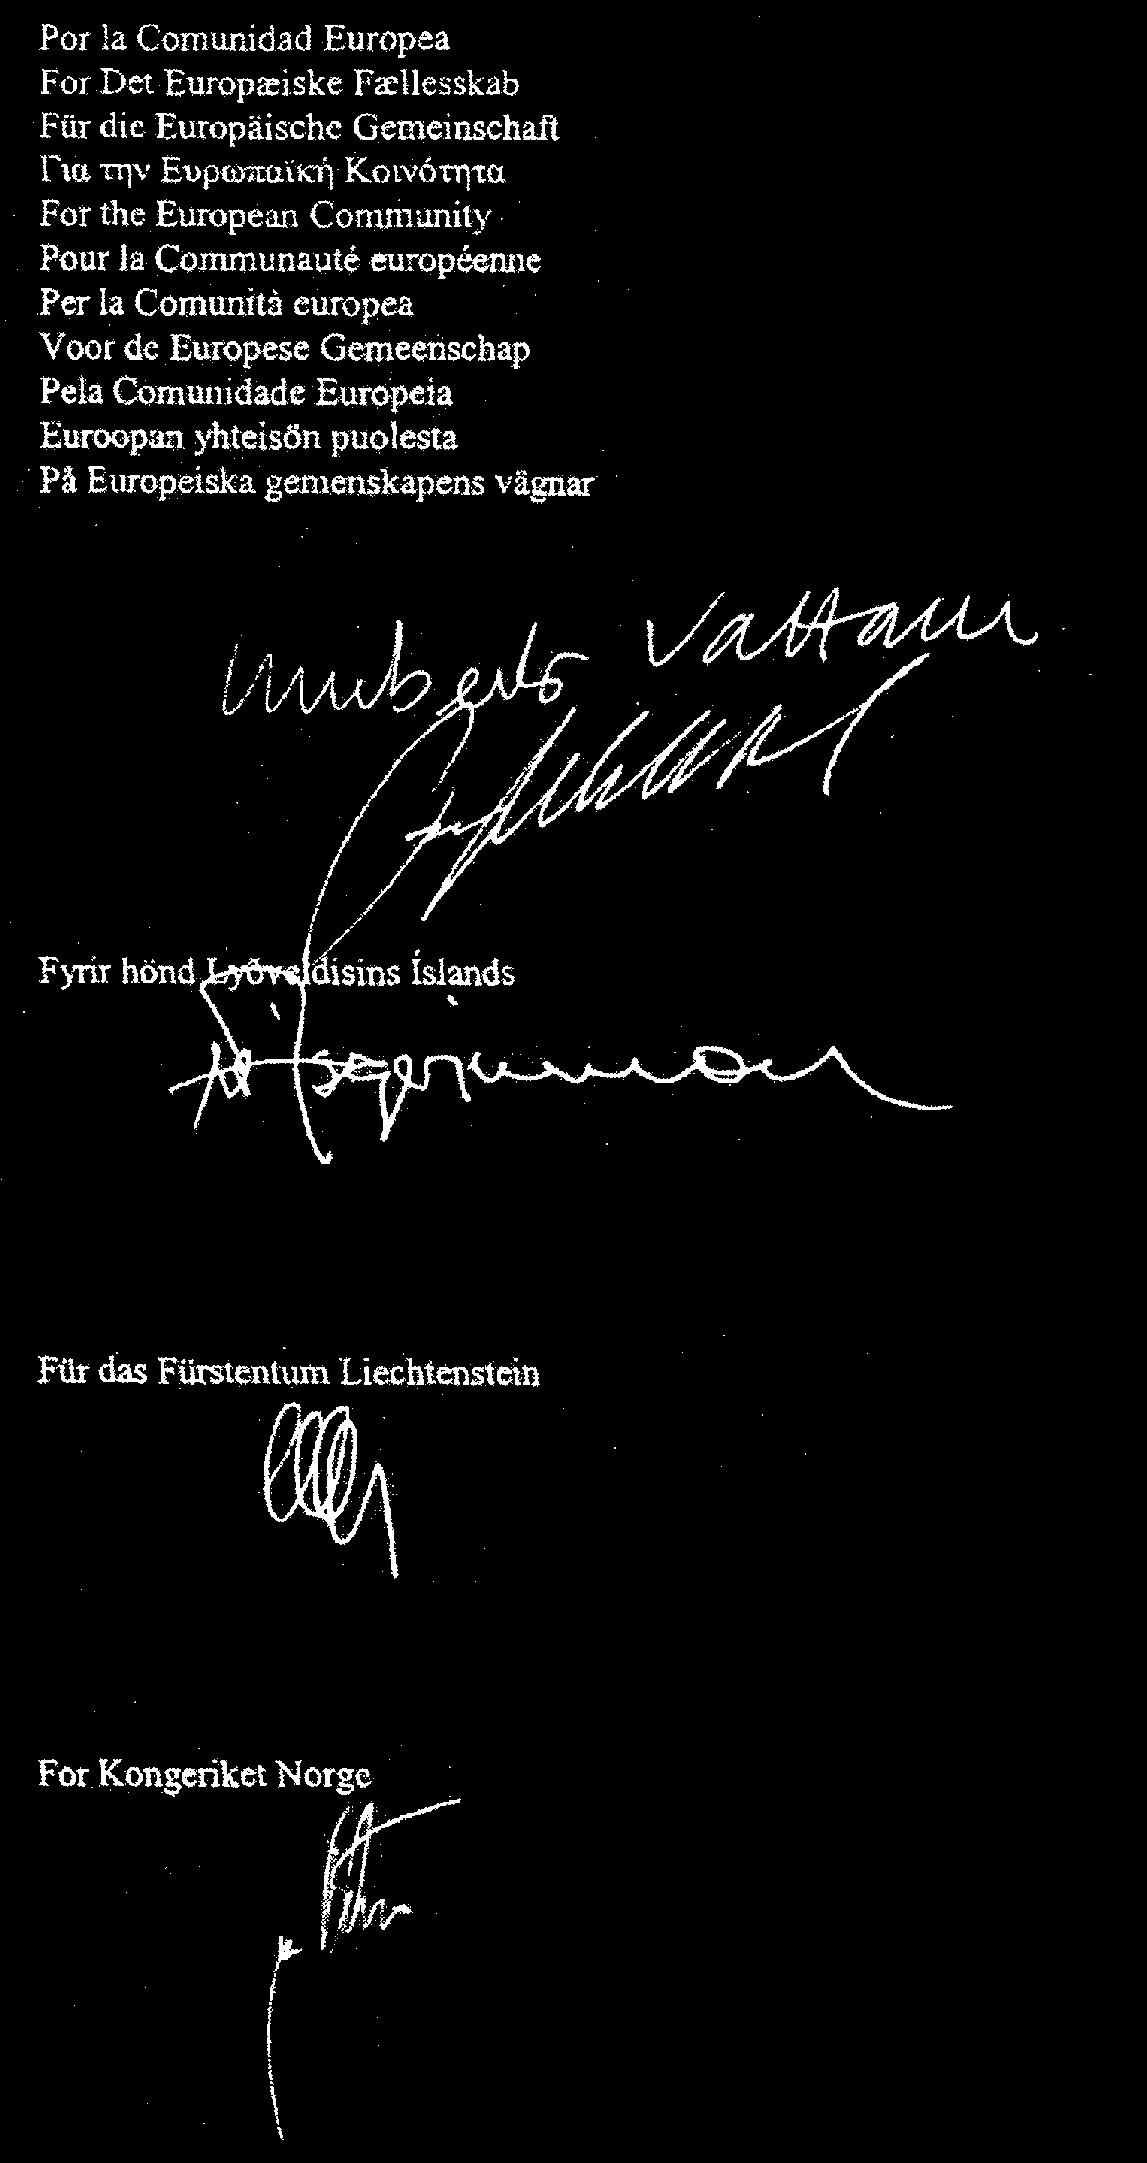 Por la Comunidad Europea
For Det Europæiske Fællesskab
Für die Europäische Gemeinschaft
Για την Ευρωπαϊκή Κοινότητα
For the European Community
Pour la Communauté européenne
Per la Comunità europea
Voor de Europese Gemeenschap
Pela Comunidade Europeia
Euroopan yhteisön puolesta
På Europeiska gemenskapens vägnar
Umberto Vattani
Fyrir hönd Lýðveldisins Íslands
Für das Fürstentum Liechtenstein
For Kongeriket Norge